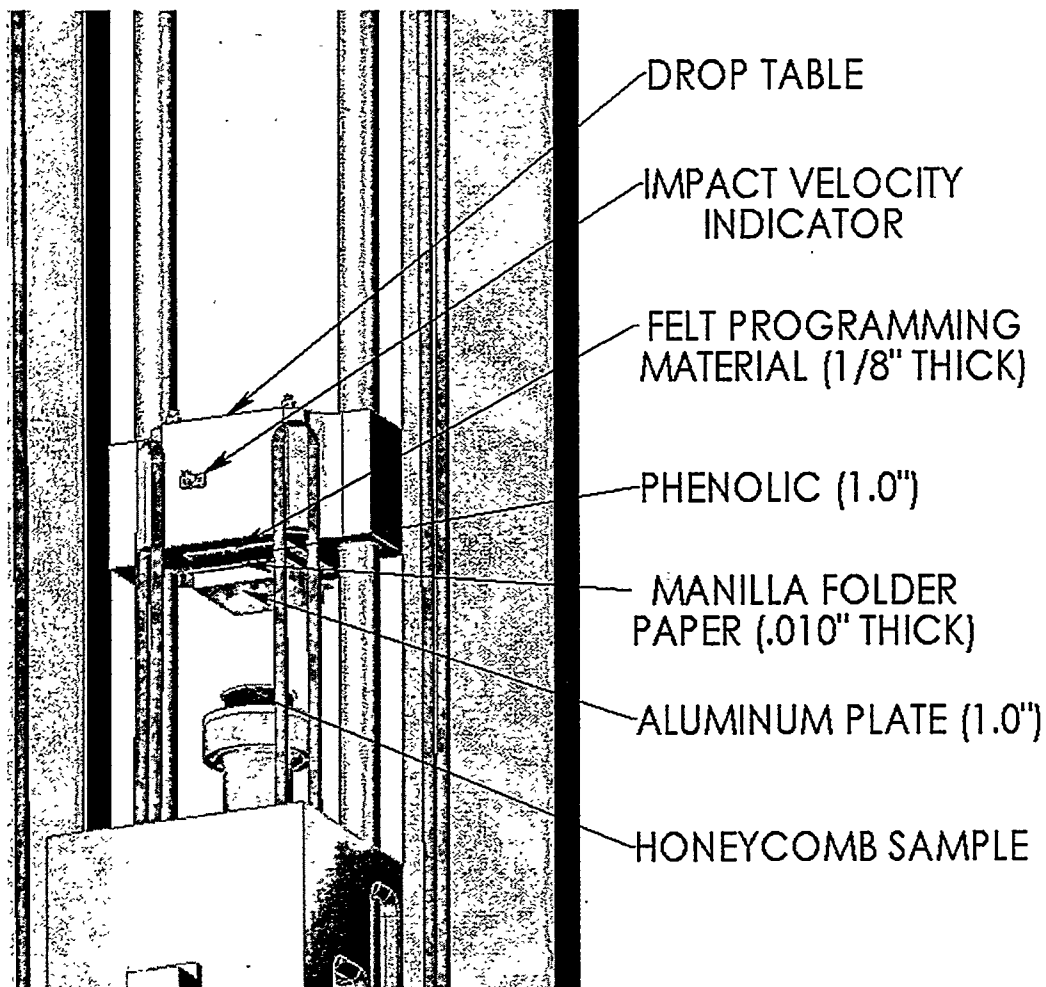 DROP TABLE
IMPACT VELOCITY
INDICATOR
FELT PROGRAMMING
MATERIAL (1/8" THICK)
PHENOLIC (1.0")
MANILLA FOLDER
PAPER (.010" THICK)
ALUMINUM PLATE (1.0")
HONEYCOMB SAMPLE